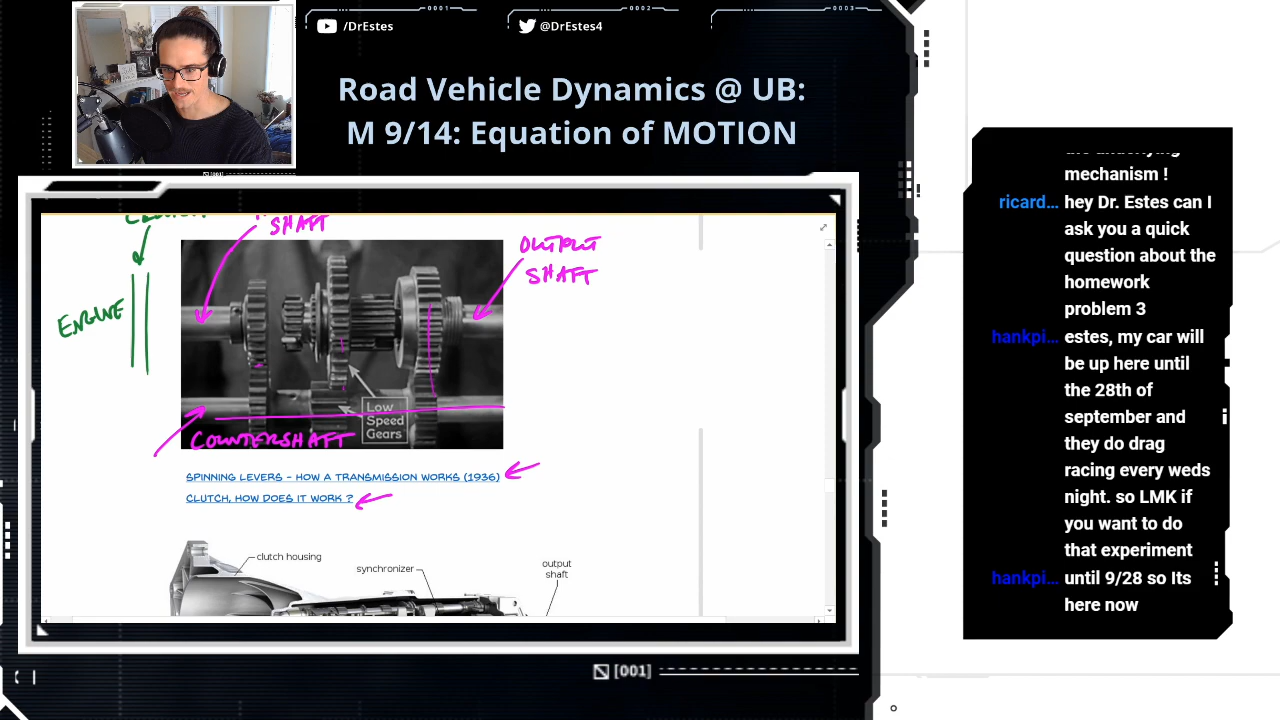 0001
0002
0003
/DrEstes
@DrEstes4
Road Vehicle Dynamics @ UB:
M 9/14: Equation of MOTION
[001]
SHAFT
OUTPUT
SHAFT
ENGINE
Low
Speed
Gears
COUNTERSHAFT
SPINNING LEVERS - HOW A TRANSMISSION WORKS (1936)
CLUTCH, HOW DOES IT WORK ?
clutch housing
synchronizer
output
shaft
[001]
mechanism !
ricard… hey Dr. Estes can I
ask you a quick
question about the
homework
problem 3
hankpi… estes, my car will
be up here until
the 28th of
september and
they do drag
racing every weds
night. so LMK if
you want to do
that experiment
hankpi… until 9/28 so Its
here now